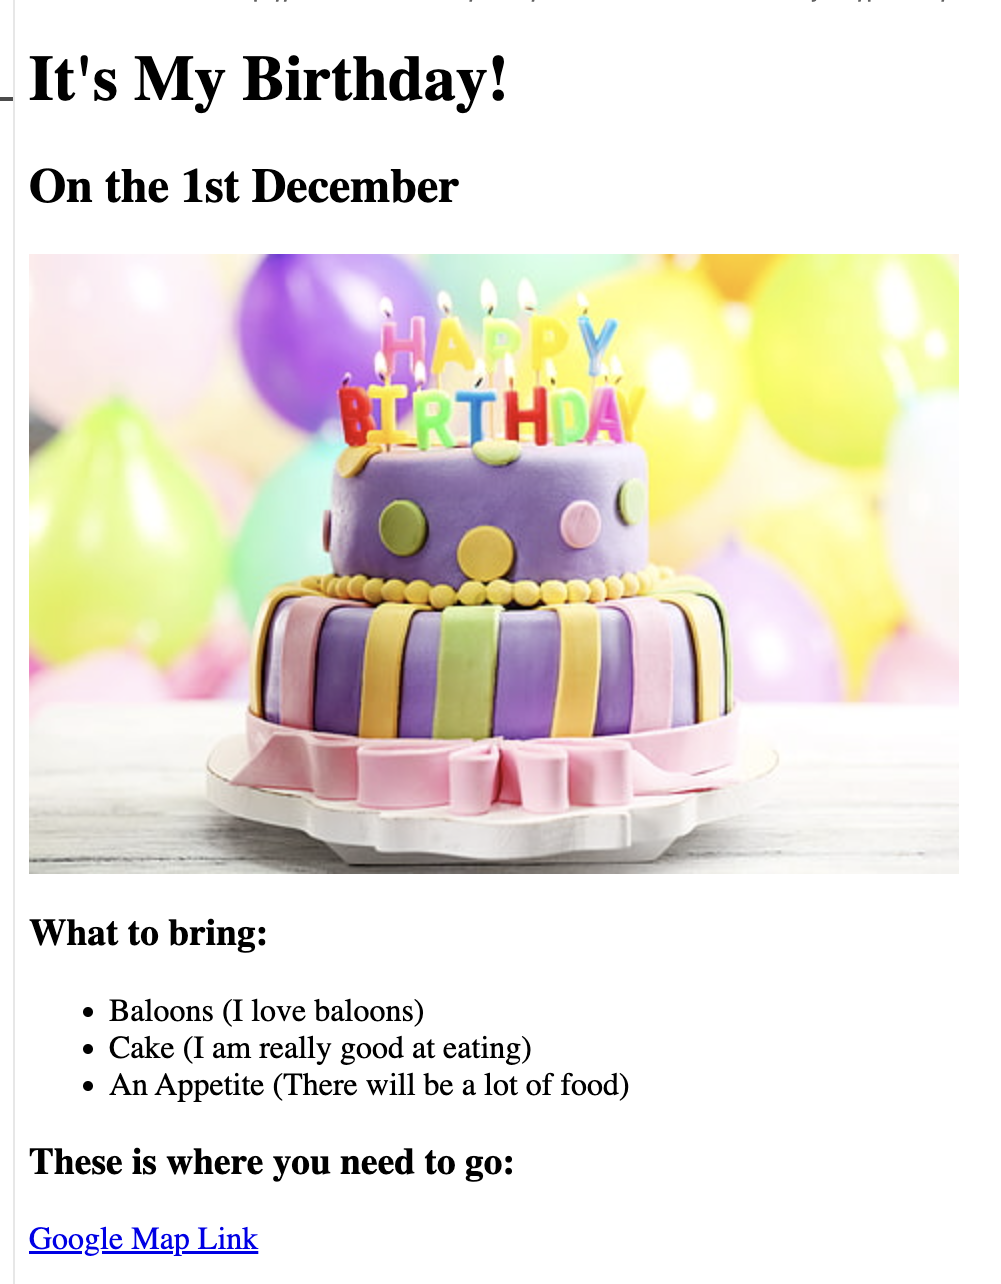 It's My Birthday!
On the 1st December
HAPPY
BIRTHDAY
What to bring:
Baloons (I love baloons)
Cake (I am really good at eating)
An Appetite (There will be a lot of food)
These is where you need to go:
Google Map Link